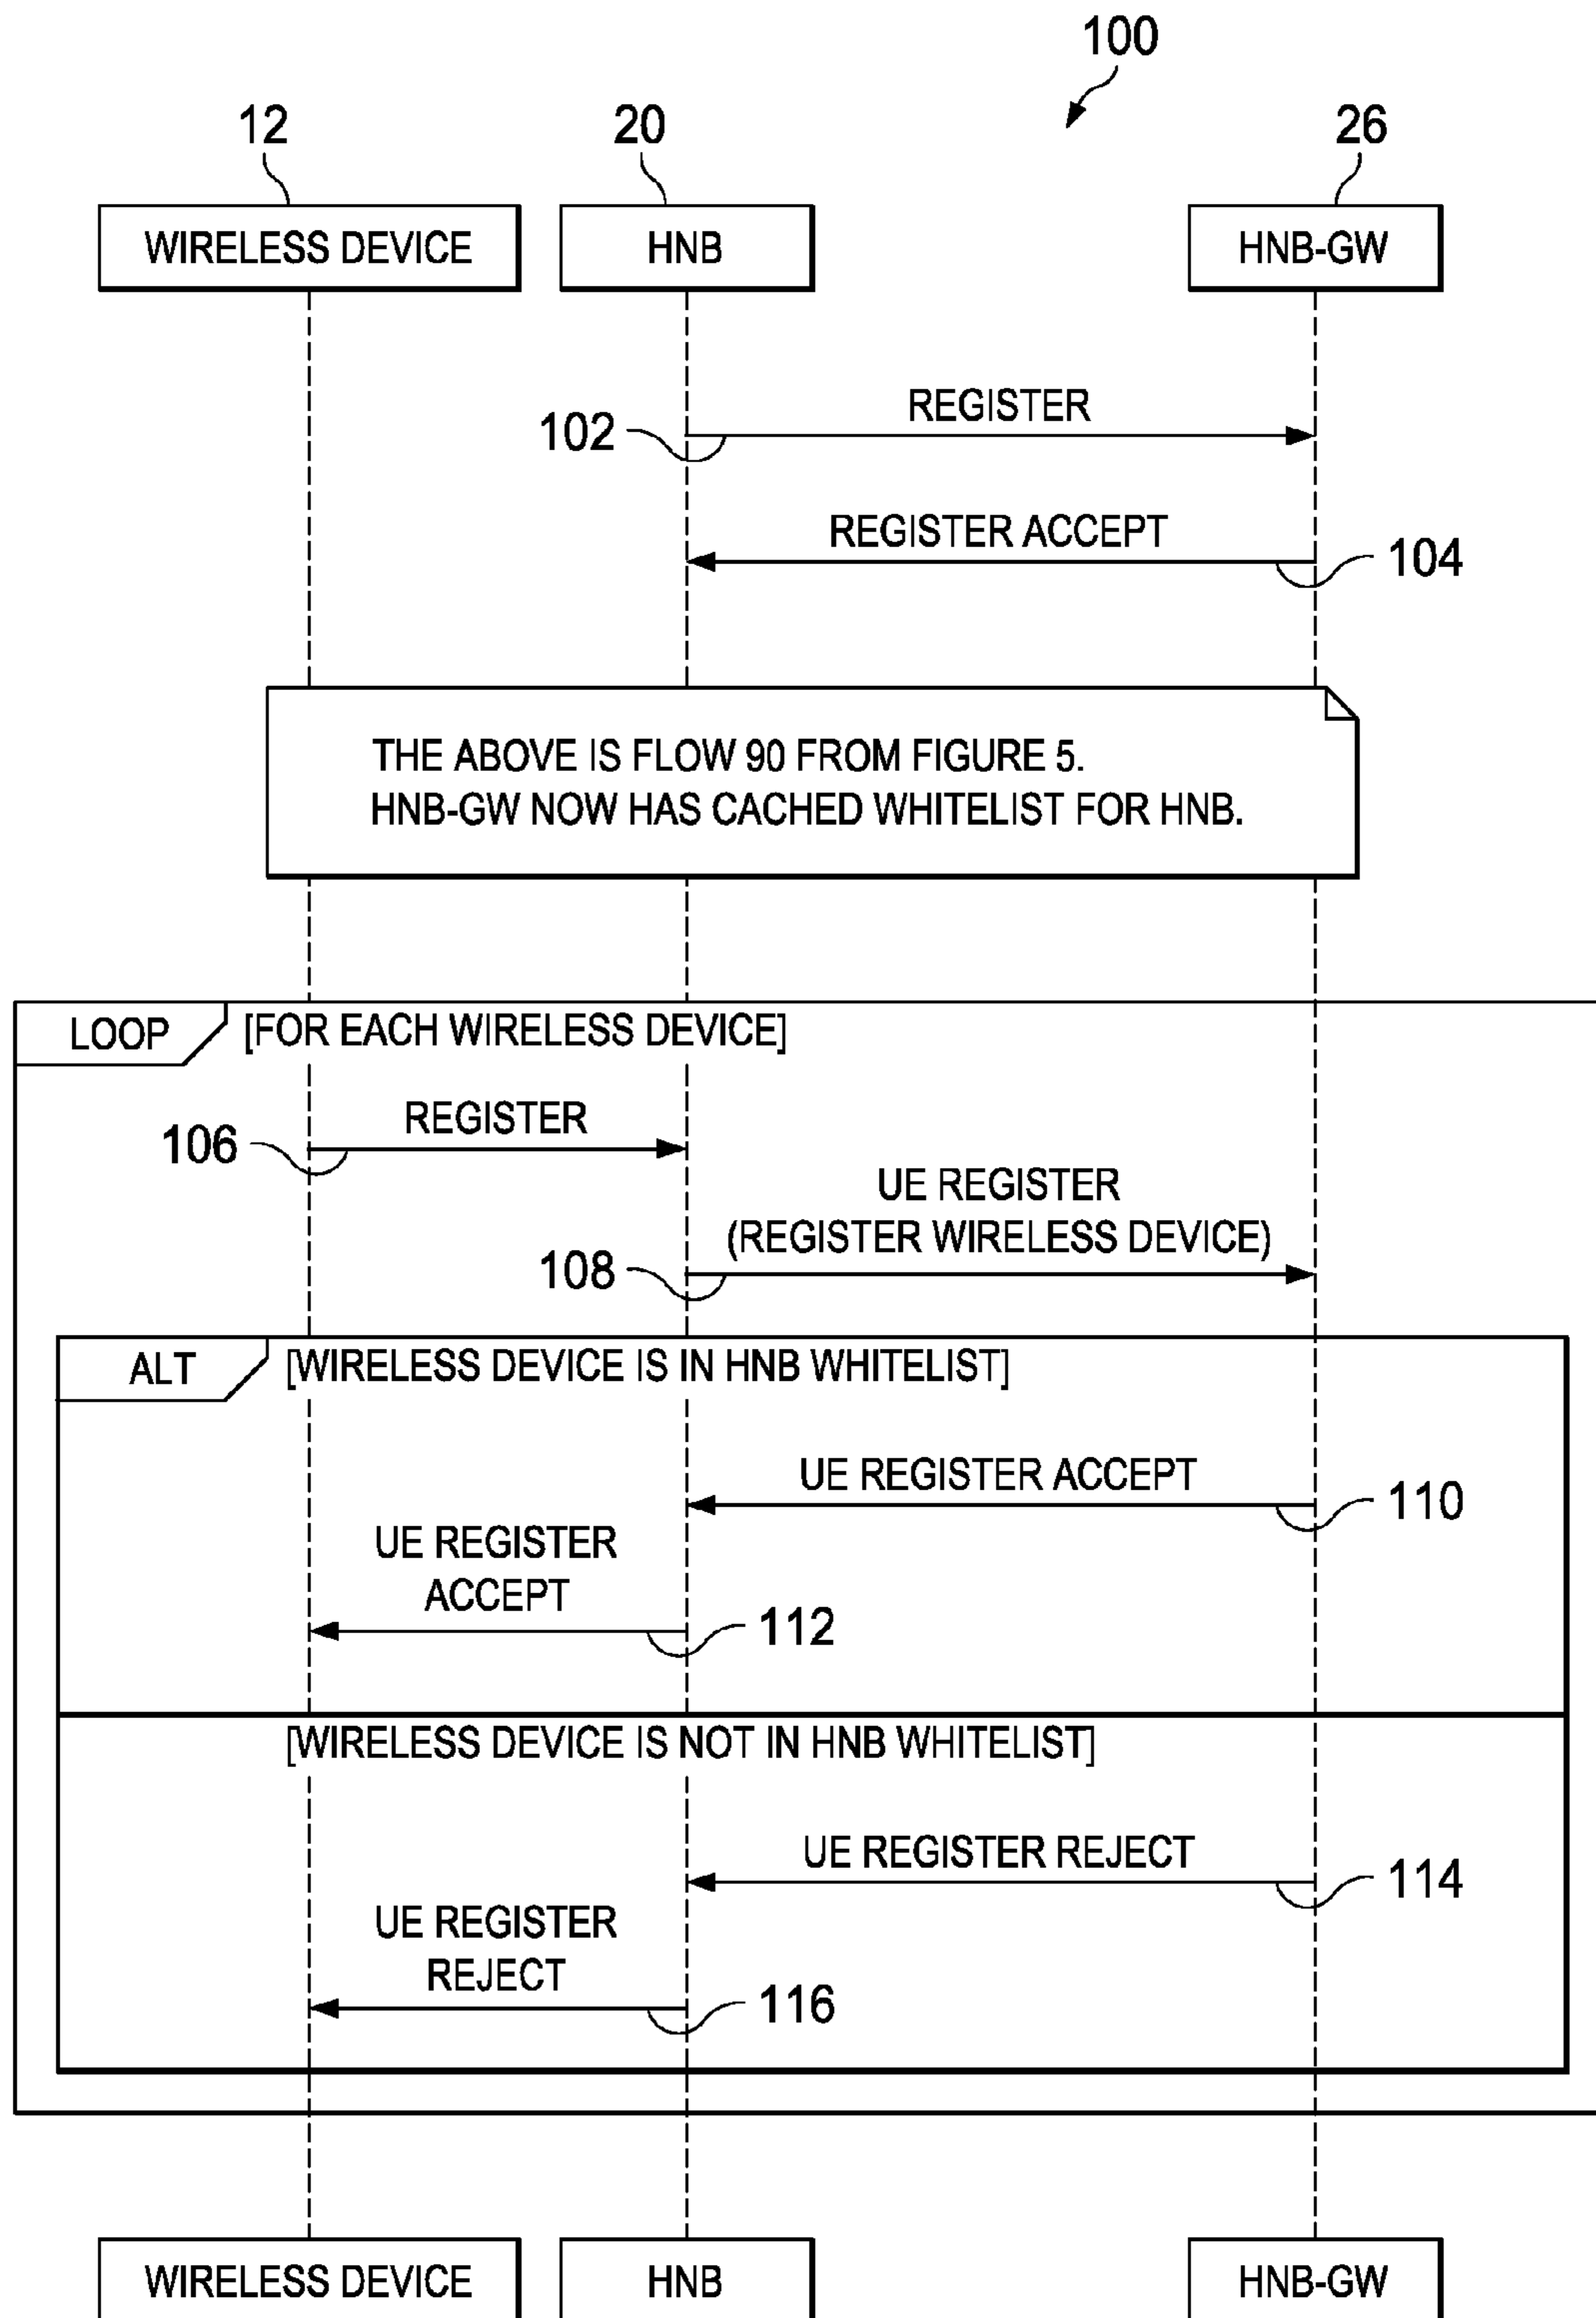 100
12
20
26
WIRELESS DEVICE
HNB
HNB-GW
REGISTER
102
REGISTER ACCEPT
104
THE ABOVE IS FLOW 90 FROM FIGURE 5.
HNB-GW NOW HAS CACHED WHITELIST FOR HNB.
LOOP
[FOR EACH WIRELESS DEVICE]
REGISTER
106
UE REGISTER
(REGISTER WIRELESS DEVICE)
108
ALT
[WIRELESS DEVICE IS IN HNB WHITELIST]
UE REGISTER ACCEPT
110
UE REGISTER
ACCEPT
112
[WIRELESS DEVICE IS NOT IN HNB WHITELIST]
UE REGISTER REJECT
114
UE REGISTER
REJECT
116
WIRELESS DEVICE
HNB
HNB-GW